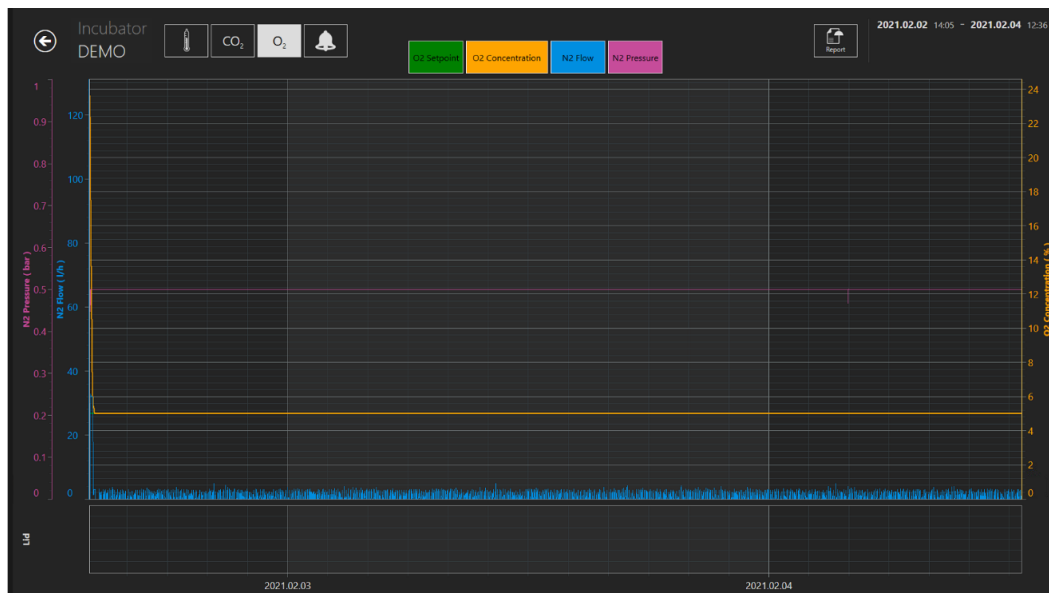 Incubator
DEMO
CO2
O2
O2 Setpoint
O2 Concentration
N2 Flow
N2 Pressure
Report
2021.02.02 14:05 - 2021.02.04 12:36
N2 Pressure ( bar )
1
0.9
0.8
0.7
0.6
0.5
0.4
0.3
0.2
0.1
0
N2 Flow ( l/h )
120
100
80
60
40
20
0
24
22
20
18
16
14
12
10
8
6
4
2
0
O2 Concentration ( % )
Lid
2021.02.03
2021.02.04